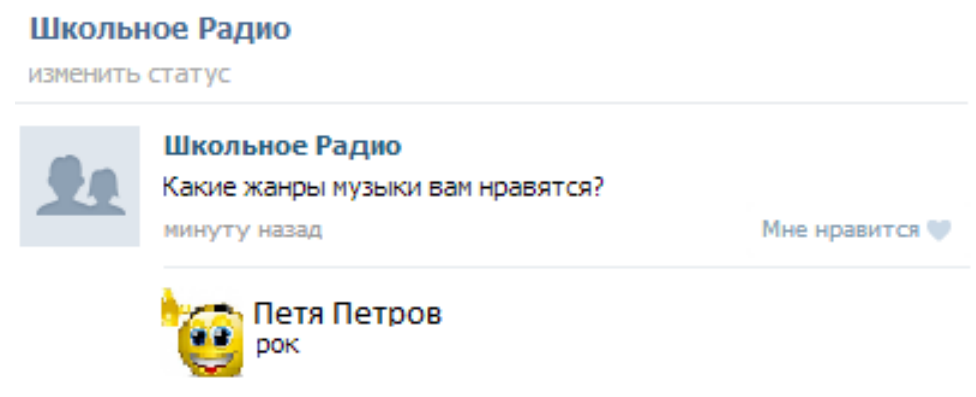 Школьное Радио
изменить статус
Школьное Радио
Какие жанры музыки вам нравятся?
минуту назад
Мне нравится
Петя Петров
рок